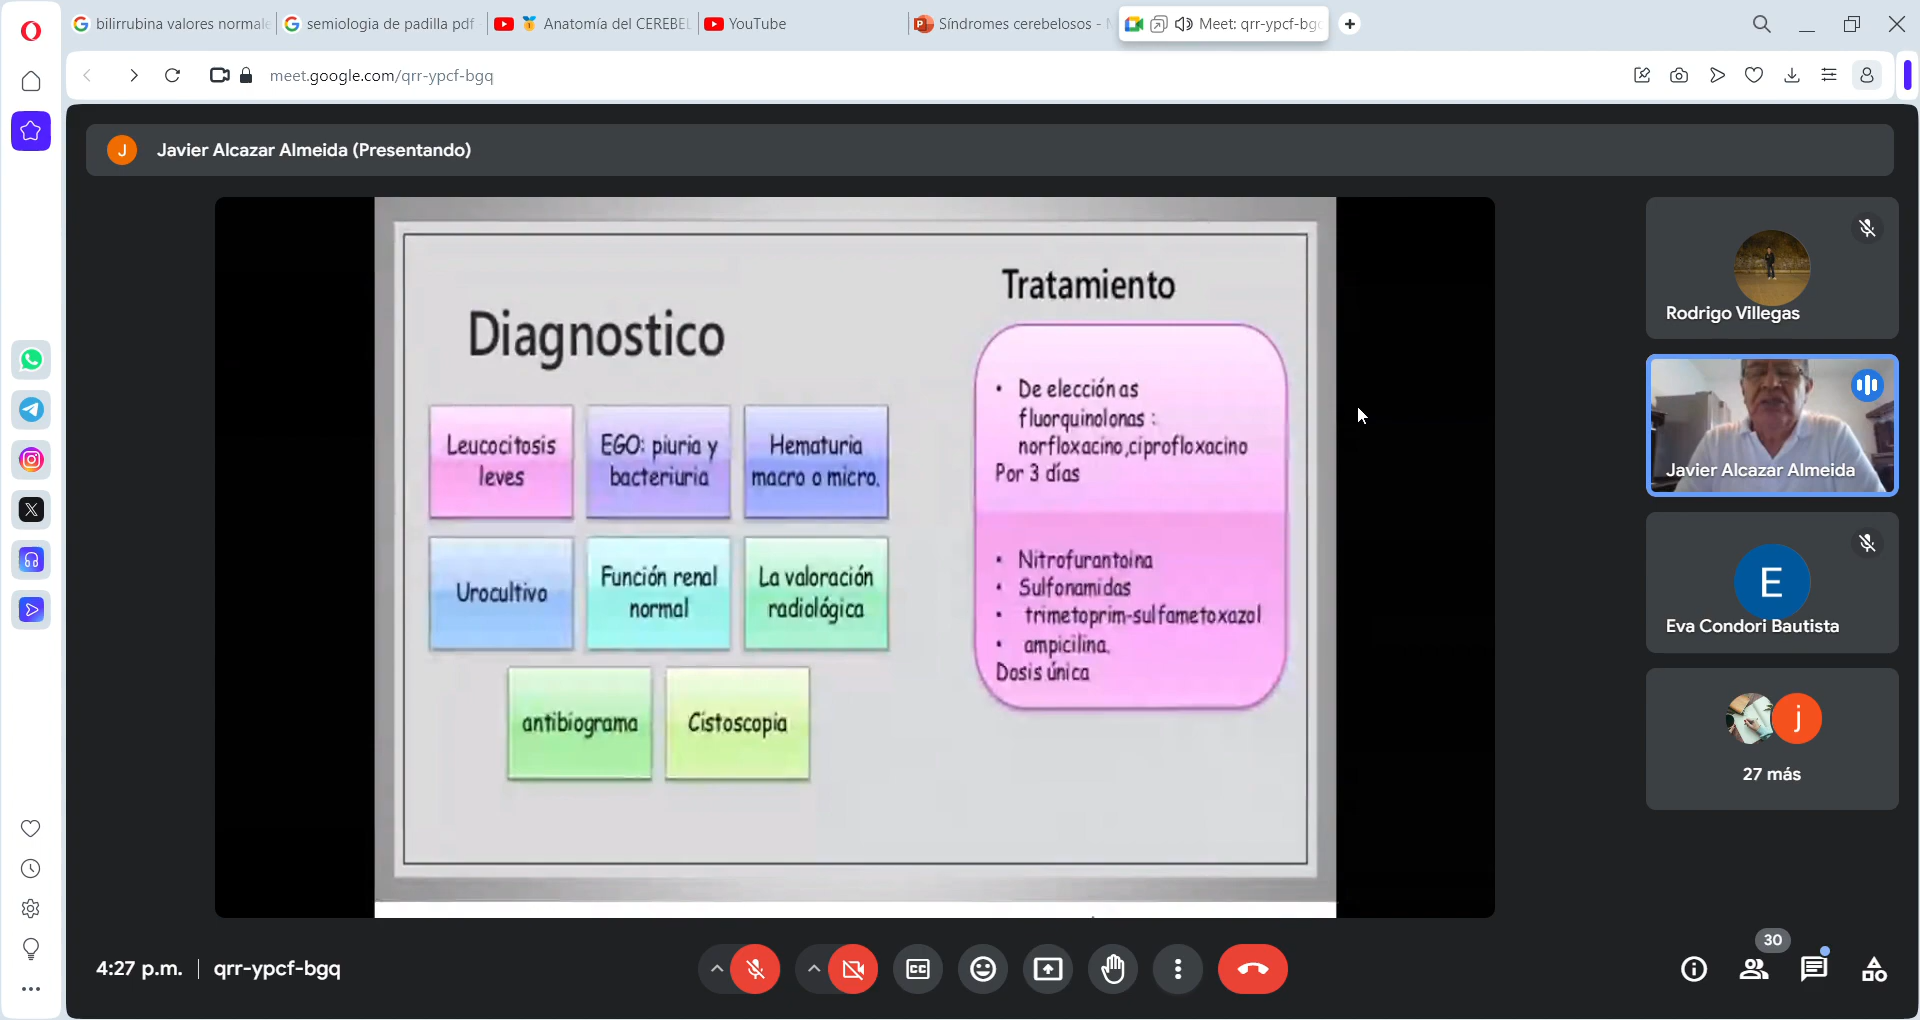 bilirrubina valores normale
semiologia de padilla pdf
Anatomía del CEREBEL
YouTube
Síndromes cerebelosos -
Meet: qrr-ypcf-bgq
meet.google.com/qrr-ypcf-bgq
J
Javier Alcazar Almeida (Presentando)
Diagnostico
Leucocitosis
leves
EGO: piuria y
bacteriuria
Hematuria
macro o micro.
Urocultivo
Función renal
normal
La valoración
radiológica
antibiograma
Cistoscopia
Tratamiento
• De elección as
fluorquinolonas :
norfloxacino,ciprofloxacino
Por 3 días
• Nitrofurantoina
• Sulfonamidas
• trimetoprim-sulfametoxazol
• ampicilina.
Dosis única
Rodrigo Villegas
Javier Alcazar Almeida
E
Eva Condori Bautista
j
27 más
4:27 p.m.
qrr-ypcf-bgq
30